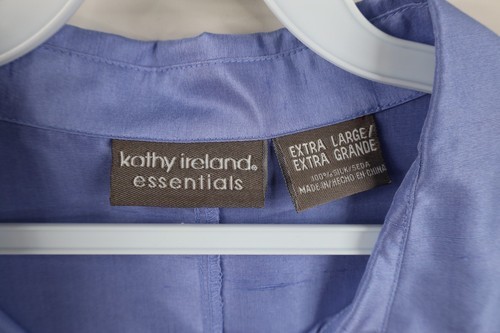 kathy ireland®
essentials
EXTRA LARGE/
EXTRA GRANDE
100% SILK/SEDA
MADE IN/HECHO EN CHINA